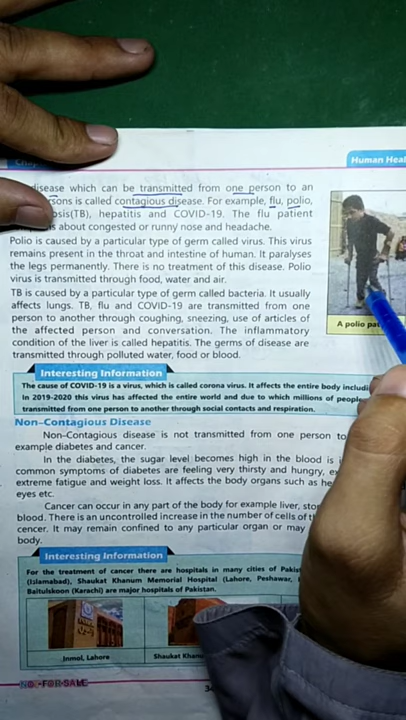 Human Heal
disease which can be transmitted from one person to an
sons is called contagious disease. For example, flu, polio,
osis(TB), hepatitis and COVID-19. The flu patient
about congested or runny nose and headache.
Polio is caused by a particular type of germ called virus. This virus
remains present in the throat and intestine of human. It paralyses
the legs permanently. There is no treatment of this disease. Polio
virus is transmitted through food, water and air.
A polio pat
TB is caused by a particular type of germ called bacteria. It usually
affects lungs. TB, flu and COVID-19 are transmitted from one
person to another through coughing, sneezing, use of articles of
the affected person and conversation. The inflammatory
condition of the liver is called hepatitis. The germs of disease are
transmitted through polluted water, food or blood.
Interesting Information
The cause of COVID-19 is a virus, which is called corona virus. It affects the entire body includi
In 2019-2020 this virus has affected the entire world and due to which millions of people
transmitted from one person to another through social contacts and respiration.
Non-Contagious Disease
Non-Contagious disease is not transmitted from one person to
example diabetes and cancer.
In the diabetes, the sugar level becomes high in the blood is
common symptoms of diabetes are feeling very thirsty and hungry,
extreme fatigue and weight loss. It affects the body organs such as he
eyes etc.
Cancer can occur in any part of the body for example liver, sto
blood. There is an uncontrolled increase in the number of cells of th
cencer. It may remain confined to any particular organ or may
body.
Interesting Information
For the treatment of cancer there are hospitals in many cities of Pakist
(Islamabad), Shaukat Khanum Memorial Hospital (Lahore, Peshawar,
Baitulskoon (Karachi) are major hospitals of Pakistan.
Inmol, Lahore
Shaukat Khan
NOT FOR SALE